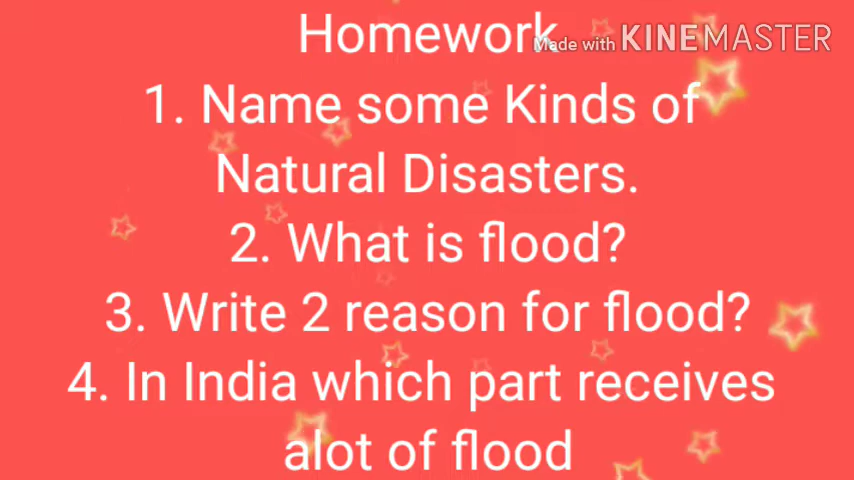 Homework
Made with KINEMASTER
1. Name some Kinds of
Natural Disasters.
2. What is flood?
3. Write 2 reason for flood?
4. In India which part receives
alot of flood